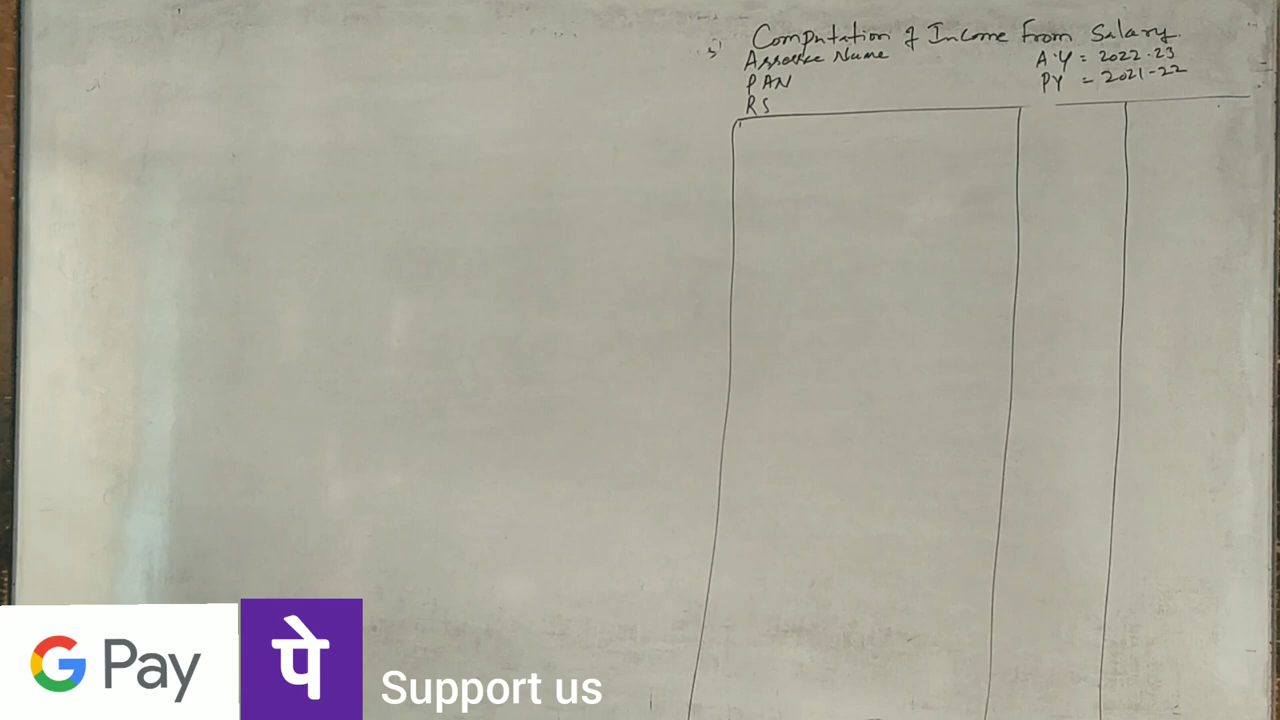 Computation of Income From Salary.
Assessee Name
A.Y = 2022-23
PAN
PY = 2021-22
RS
G Pay
पे
Support us